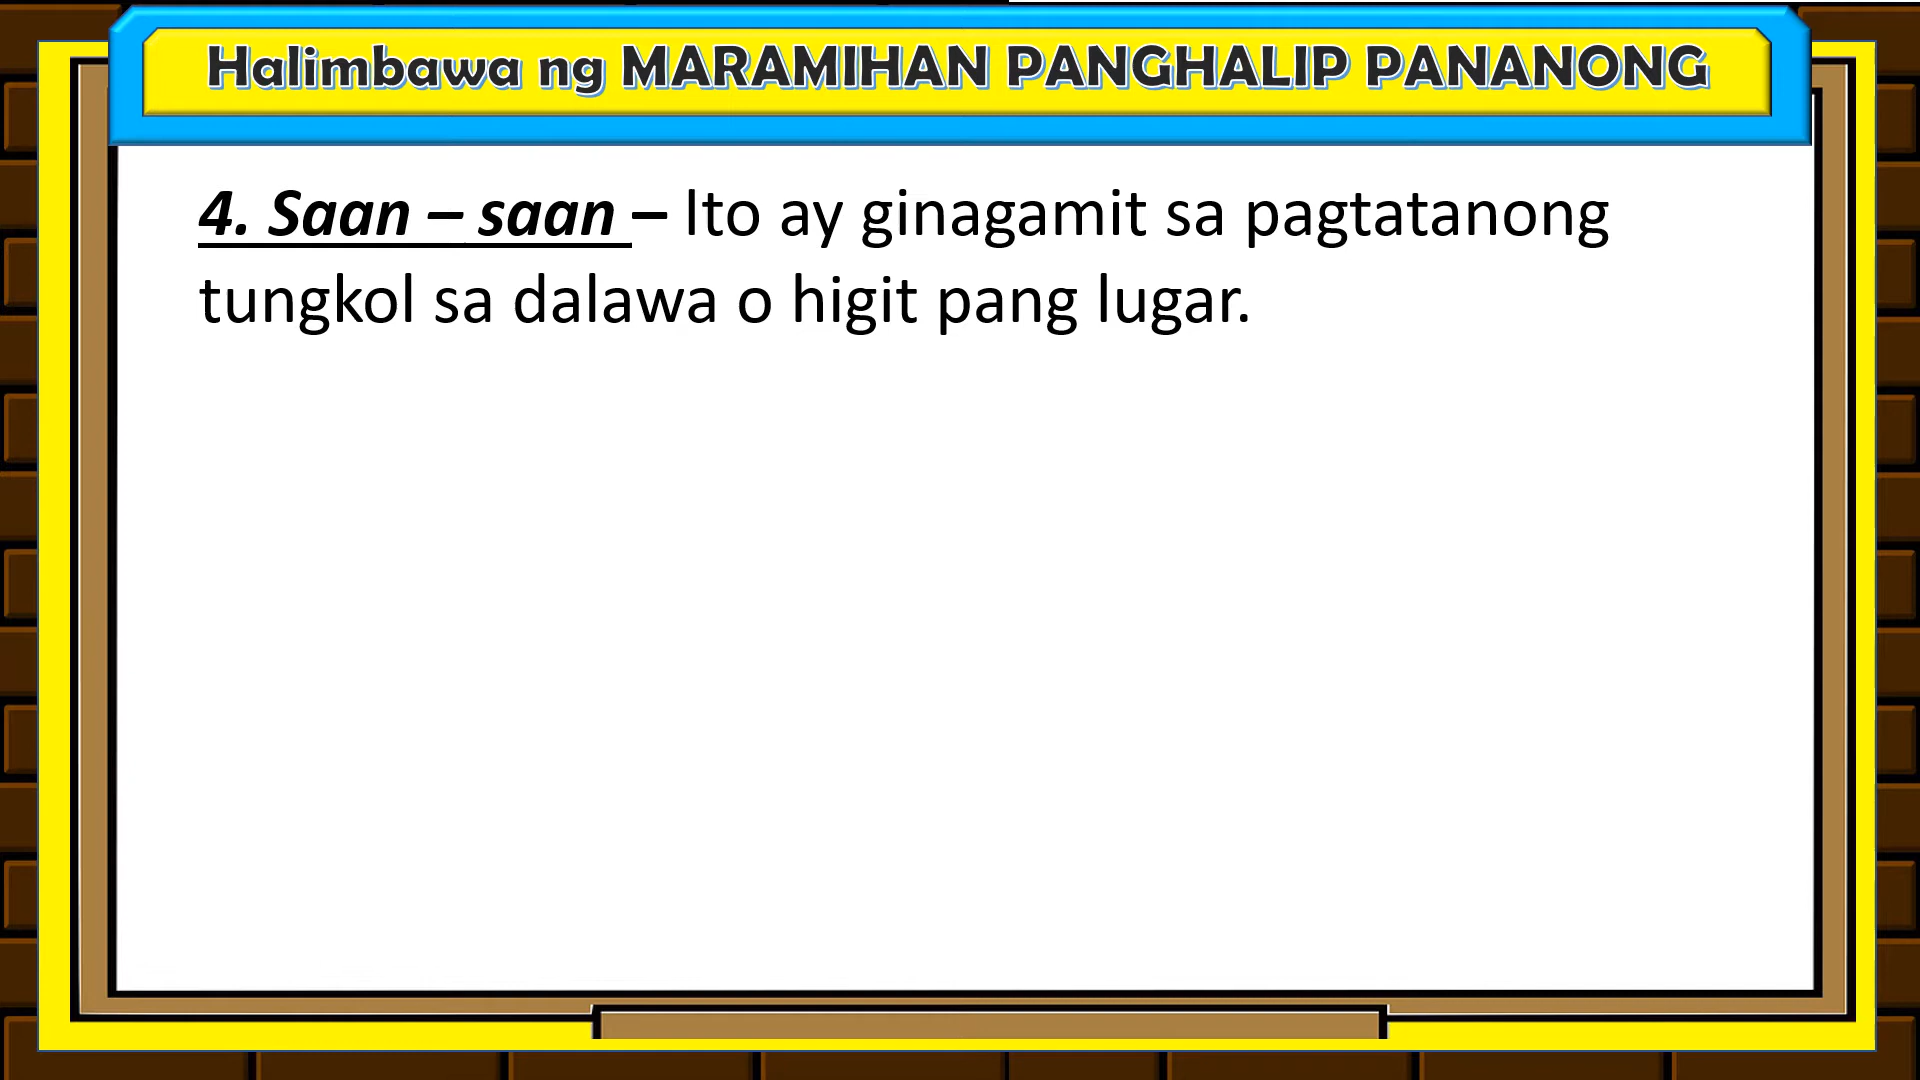 Halimbawa ng MARAMIHAN PANGHALIP PANANONG
4. Saan – saan – Ito ay ginagamit sa pagtatanong
tungkol sa dalawa o higit pang lugar.